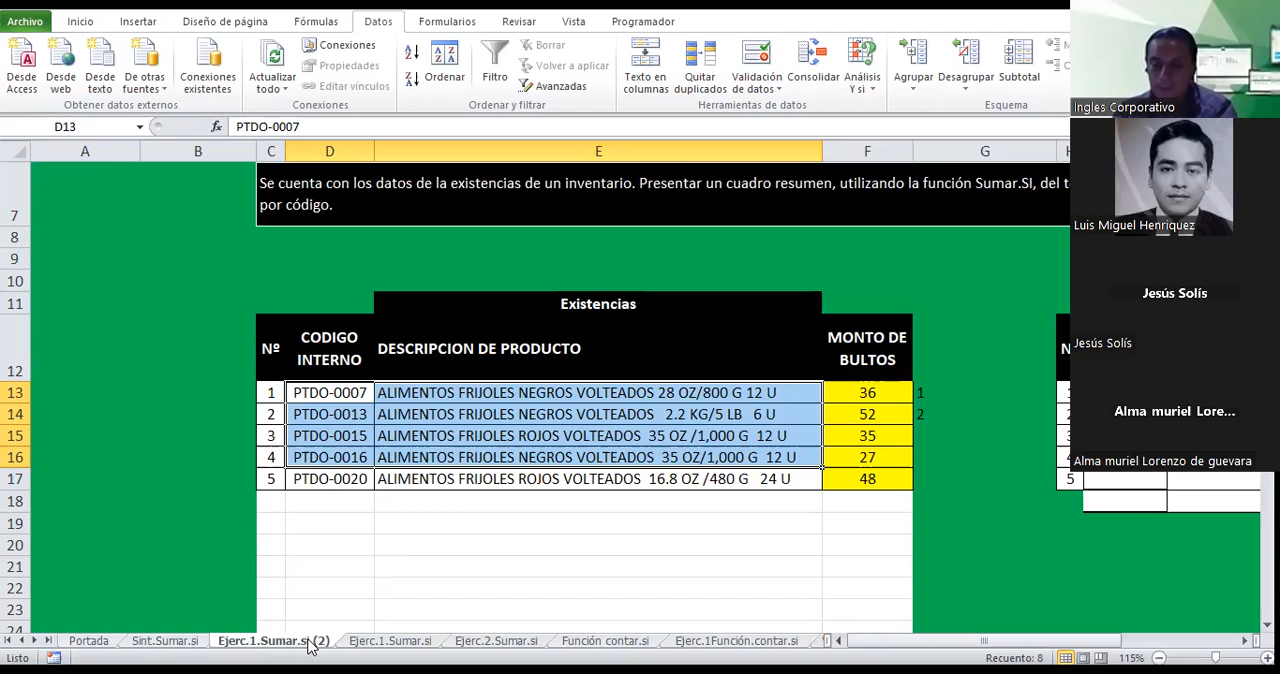 Archivo Inicio Insertar Diseño de página Fórmulas Datos Formularios Revisar Vista Programador
Desde Access
Desde web
Desde texto
De otras fuentes
Conexiones existentes
Obtener datos externos
Actualizar todo
Conexiones
Propiedades
Editar vínculos
Conexiones
Ordenar
Filtro
Borrar
Volver a aplicar
Avanzadas
Ordenar y filtrar
Texto en columnas
Quitar duplicados
Validación de datos
Consolidar
Análisis Y si
Herramientas de datos
Agrupar
Desagrupar
Subtotal
Esquema
D13 fx PTDO-0007
A B C D E F G H
7 Se cuenta con los datos de la existencias de un inventario. Presentar un cuadro resumen, utilizando la función Sumar.SI, del t
por código.
8
9
10
11 Existencias
12 Nº CODIGO INTERNO DESCRIPCION DE PRODUCTO MONTO DE BULTOS N
13 1 PTDO-0007 ALIMENTOS FRIJOLES NEGROS VOLTEADOS 28 OZ/800 G 12 U 36 1 1
14 2 PTDO-0013 ALIMENTOS FRIJOLES NEGROS VOLTEADOS 2.2 KG/5 LB 6 U 52 2
15 3 PTDO-0015 ALIMENTOS FRIJOLES ROJOS VOLTEADOS 35 OZ /1,000 G 12 U 35
16 4 PTDO-0016 ALIMENTOS FRIJOLES NEGROS VOLTEADOS 35 OZ/1,000 G 12 U 27
17 5 PTDO-0020 ALIMENTOS FRIJOLES ROJOS VOLTEADOS 16.8 OZ /480 G 24 U 48 5
18
19
20
21
22
23
24
Portada Sint.Sumar.si Ejerc.1.Sumar.si (2) Ejerc.1.Sumar.si Ejerc.2.Sumar.si Función contar.si Ejerc.1Función.contar.si
Listo Recuento: 8 115%
Ingles Corporativo
Luis Miguel Henriquez
Jesús Solís
Jesús Solís
Alma muriel Lore...
Alma muriel Lorenzo de guevara